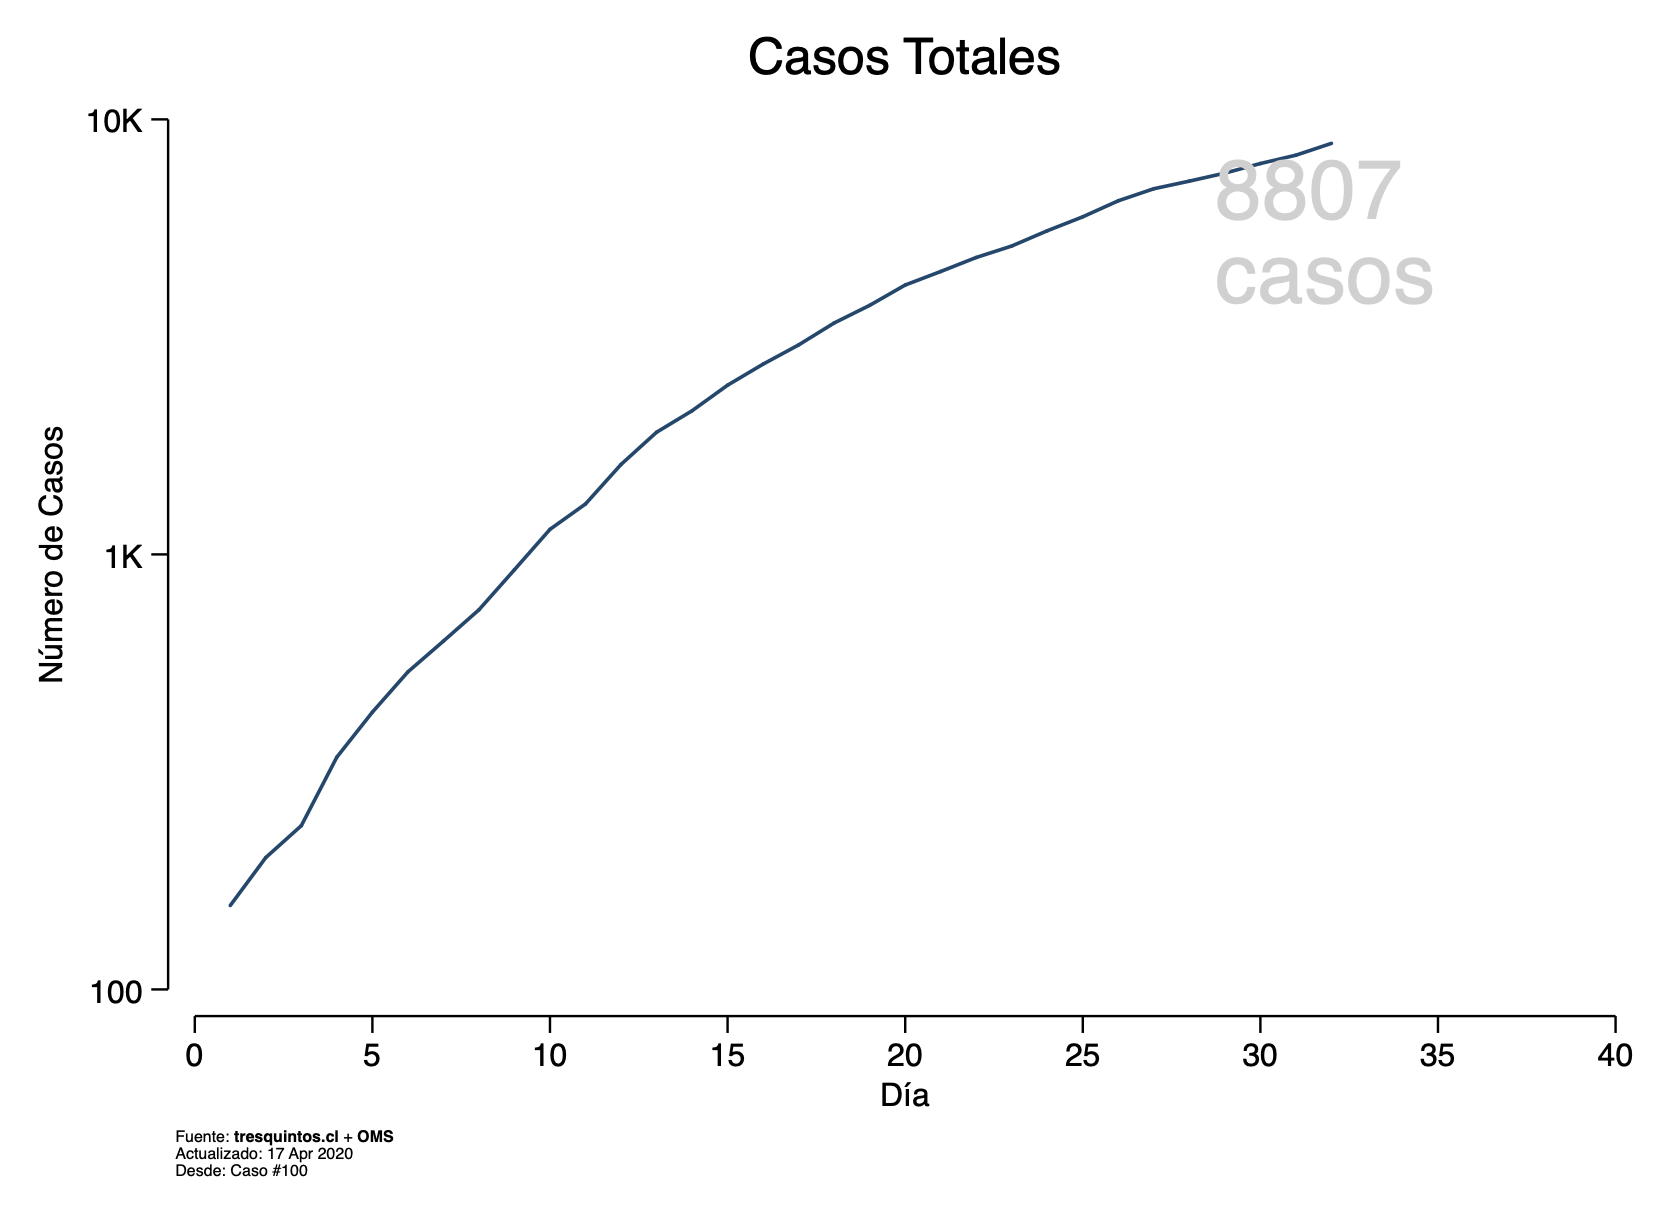 Casos Totales
10K
1K
100
Número de Casos
8807
casos
0 5 10 15 20 25 30 35 40
Día
Fuente: tresquintos.cl + OMS
Actualizado: 17 Apr 2020
Desde: Caso #100